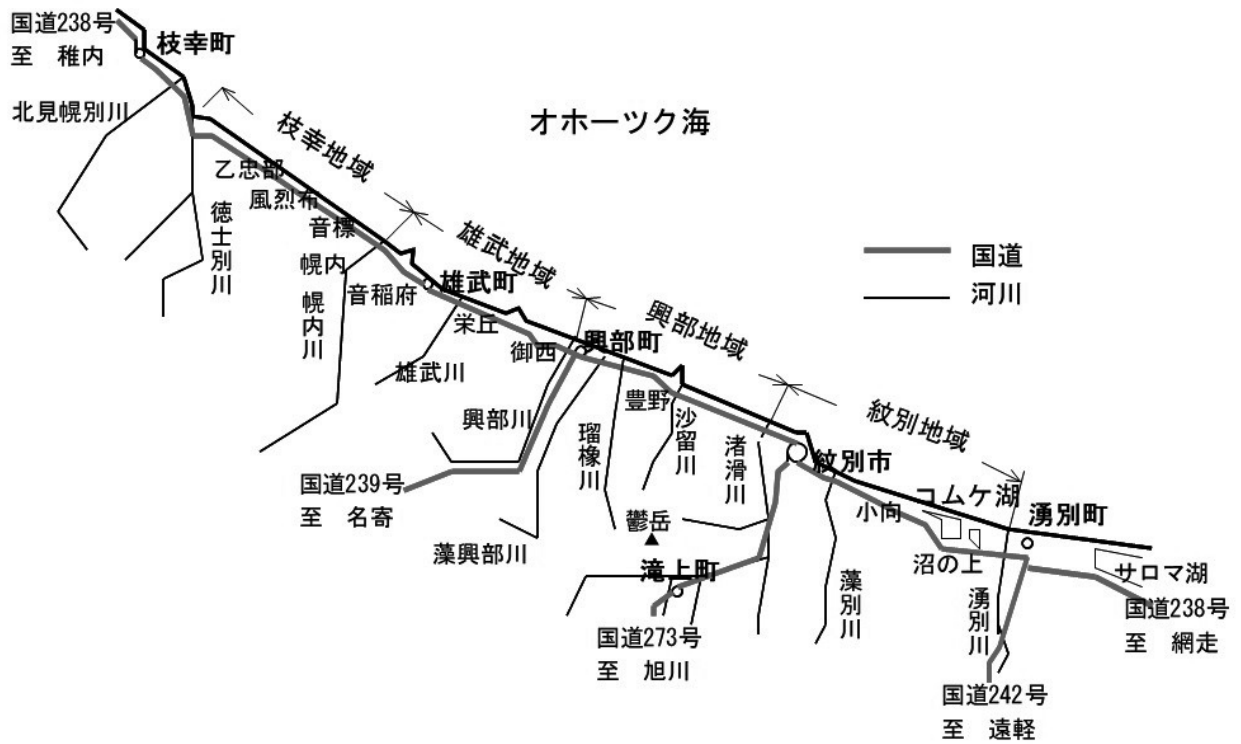 国道238号
至 稚内
枝幸町
北見幌別川
オホーツク海
枝幸地域
乙忠部
風烈布
音標
徳士別川
雄武地域
幌内
幌内川
音稲府
雄武町
栄丘
御西
雄武川
興部町
興部地域
国道
河川
豊野
興部川
瑠橡川
沙留川
渚滑川
紋別地域
紋別市
国道239号
至 名寄
藻興部川
鬱岳
滝上町
小向
コムケ湖
湧別町
沼の上
サロマ湖
藻別川
湧別川
国道273号
至 旭川
国道238号
至 網走
国道242号
至 遠軽